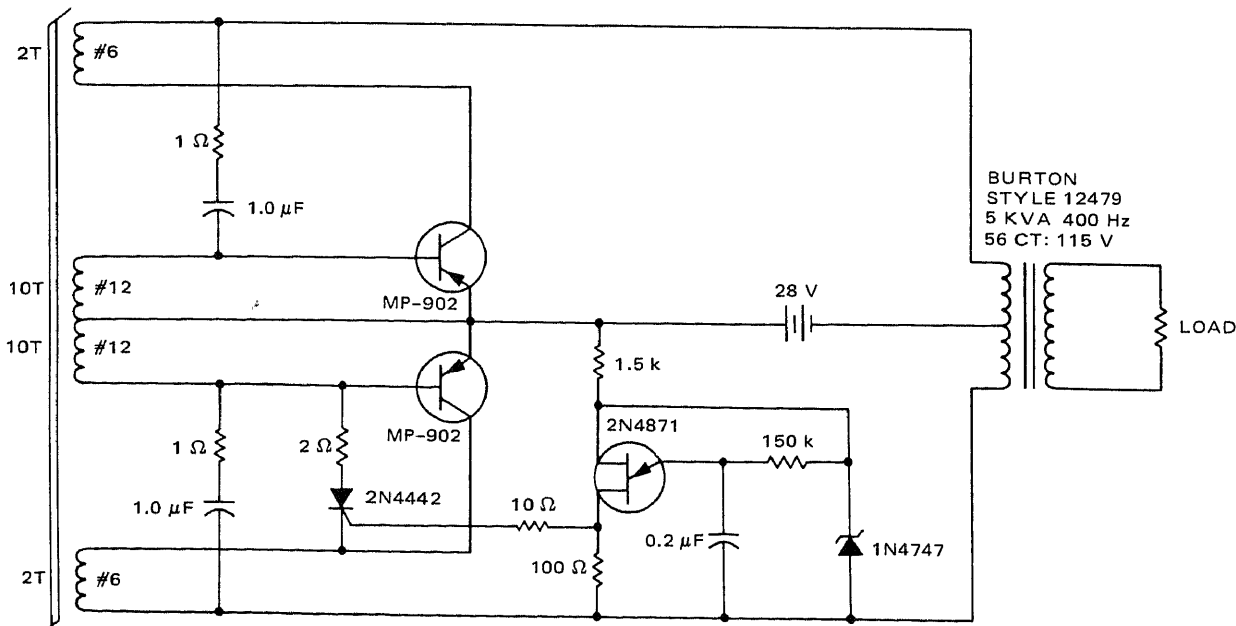 2T
#6
1 Ω
1.0 µF
BURTON
STYLE 12479
5 KVA 400 Hz
56 CT: 115 V
10T
#12
MP-902
28 V
10T
#12
LOAD
1.5 k
MP-902
2N4871
150 k
1 Ω
2 Ω
1.0 µF
2N4442
10 Ω
0.2 µF
1N4747
100 Ω
2T
#6